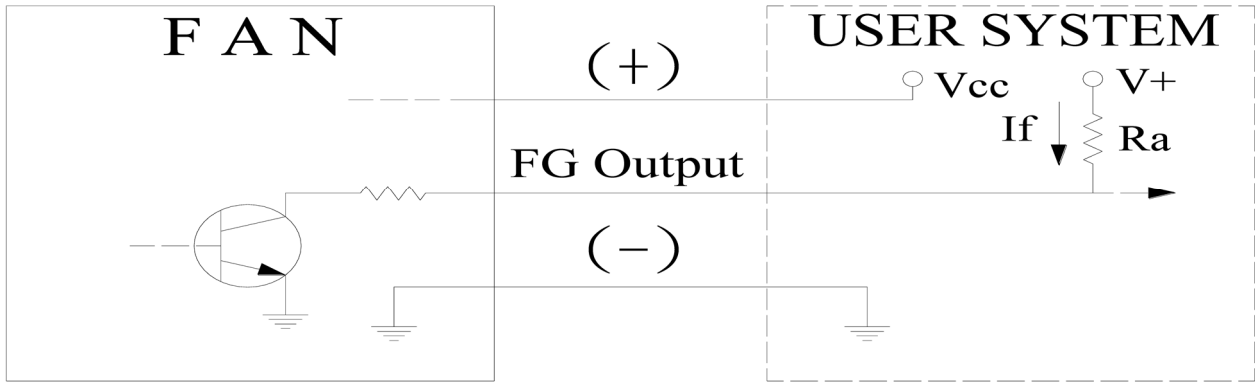 F A N
USER SYSTEM
(+)
Vcc
V+
If
Ra
FG Output
(−)